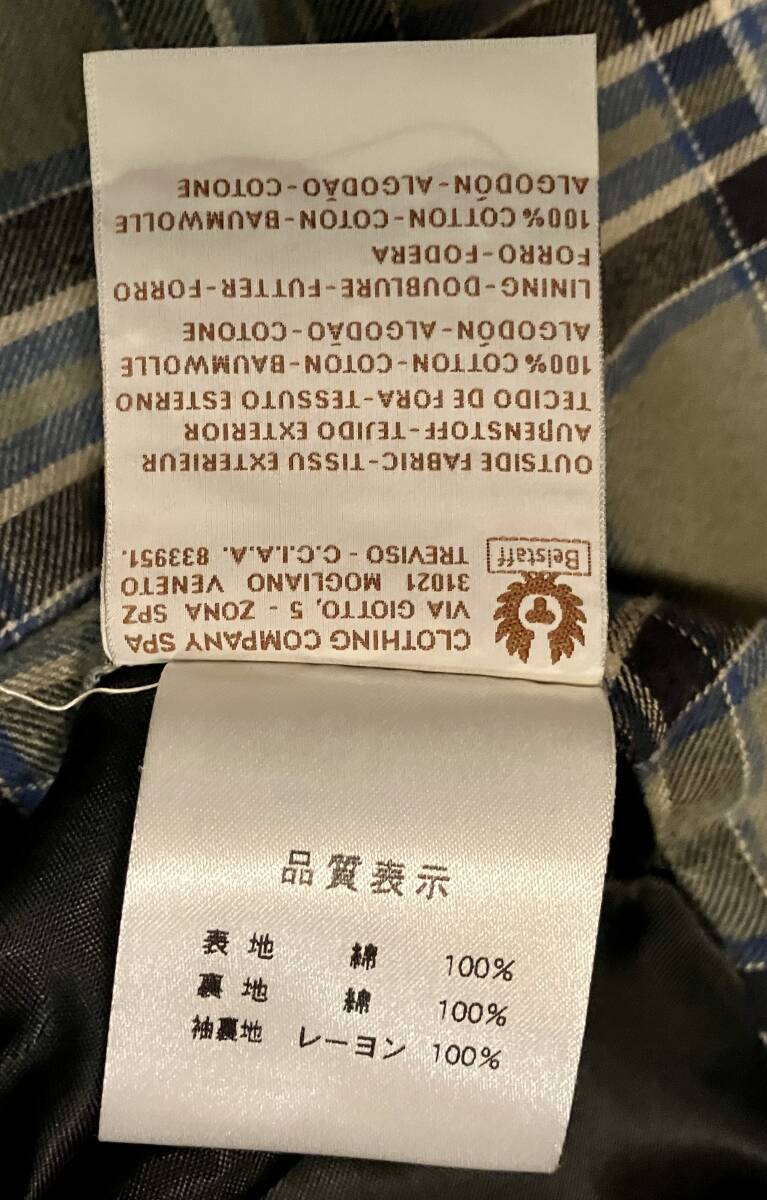 CLOTHING COMPANY SPA
VIA GIOTTO, 5 - ZONA SPZ
31021 MOGLIANO VENETO
TREVISO - C.C.I.A.A. 833951.
Belstaff
OUTSIDE FABRIC-TISSU EXTERIEUR
AUβENSTOFF-TEJIDO EXTERIOR
TECIDO DE FORA-TESSUTO ESTERNO
100% COTTON-COTON-BAUMWOLLE
ALGODÓN-ALGODÃO-COTONE
LINING-DOUBLURE-FUTTER-FORRO
FORRO-FODERA
100% COTTON-COTON-BAUMWOLLE
ALGODÓN-ALGODÃO-COTONE
品質表示
表地 綿 100%
裏地 綿 100%
袖裏地 レーヨン 100%